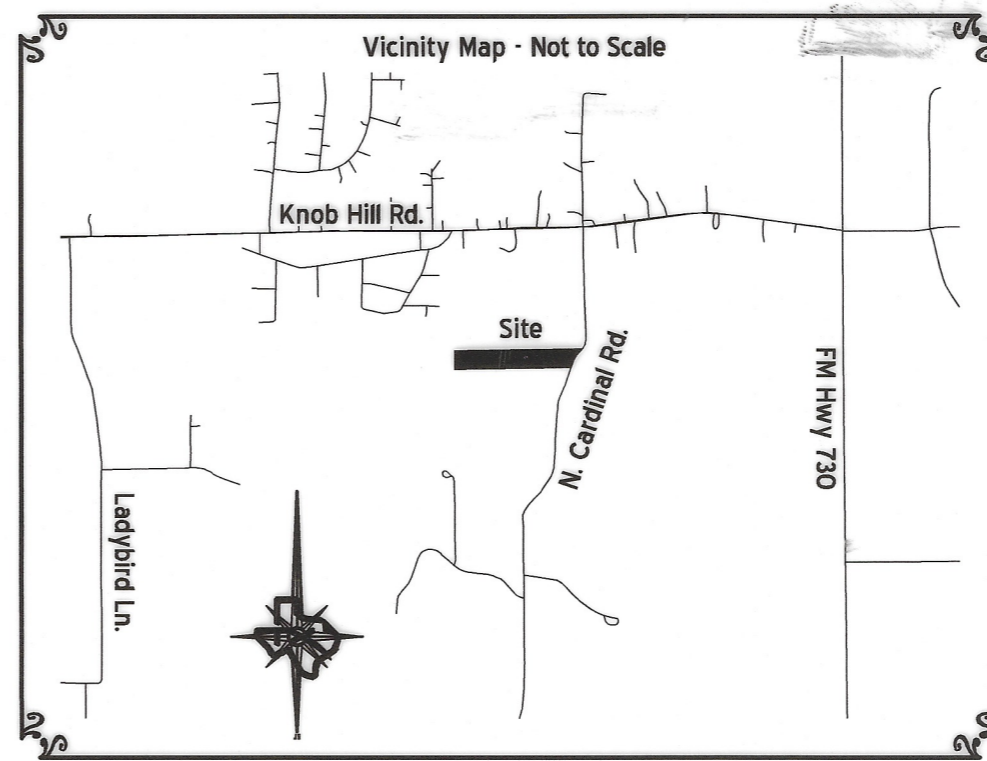 Vicinity Map - Not to Scale
Knob Hill Rd.
Site
N. Cardinal Rd.
FM Hwy 730
Ladybird Ln.